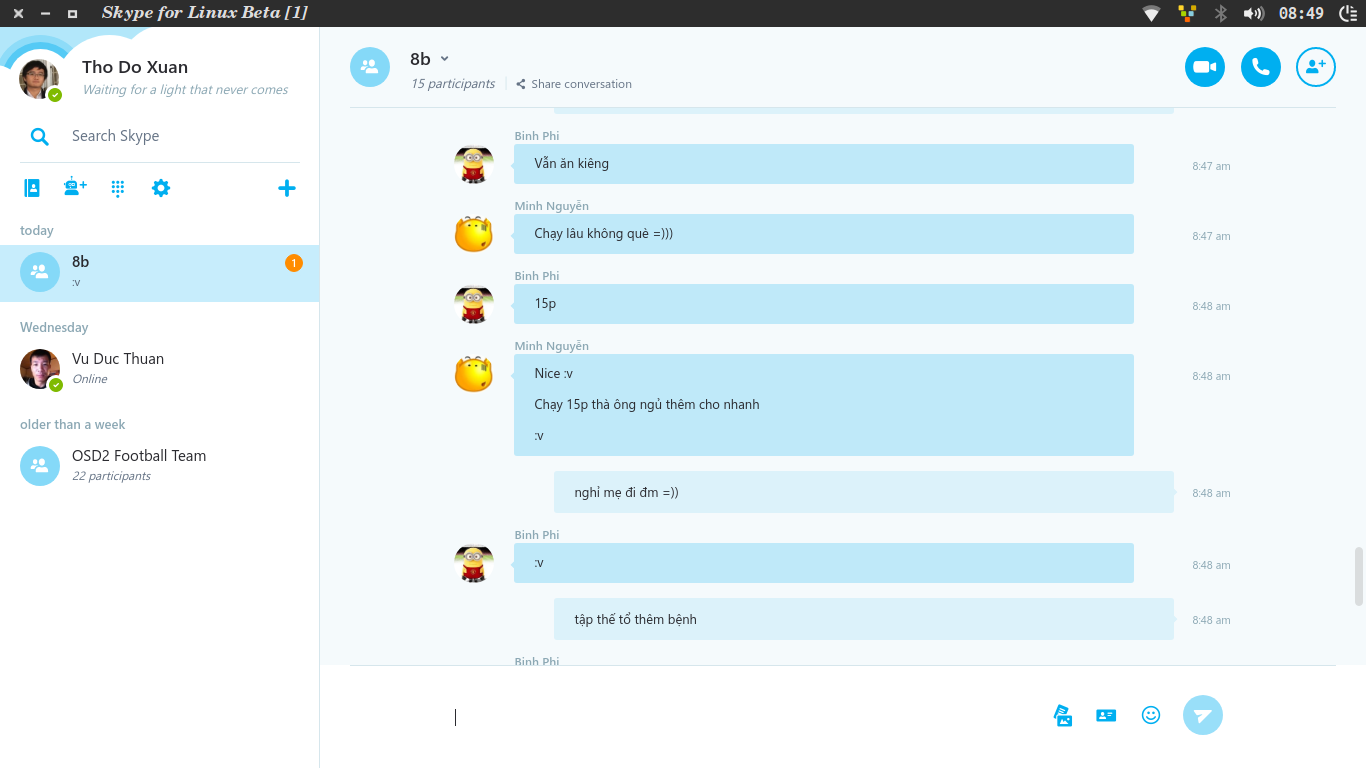 Skype for Linux Beta [1]
08:49
Tho Do Xuan
Waiting for a light that never comes
Search Skype
today
8b
1
:v
Wednesday
Vu Duc Thuan
Online
older than a week
OSD2 Football Team
22 participants
8b
15 participants
Share conversation
Binh Phi
Vẫn ăn kiêng
8:47 am
Minh Nguyễn
Chạy lâu không què =)))
8:47 am
Binh Phi
15p
8:48 am
Minh Nguyễn
Nice :v
8:48 am
Chạy 15p thà ông ngủ thêm cho nhanh
:v
nghỉ mẹ đi đm =))
8:48 am
Binh Phi
:v
8:48 am
tập thế tổ thêm bệnh
8:48 am
Binh Phi